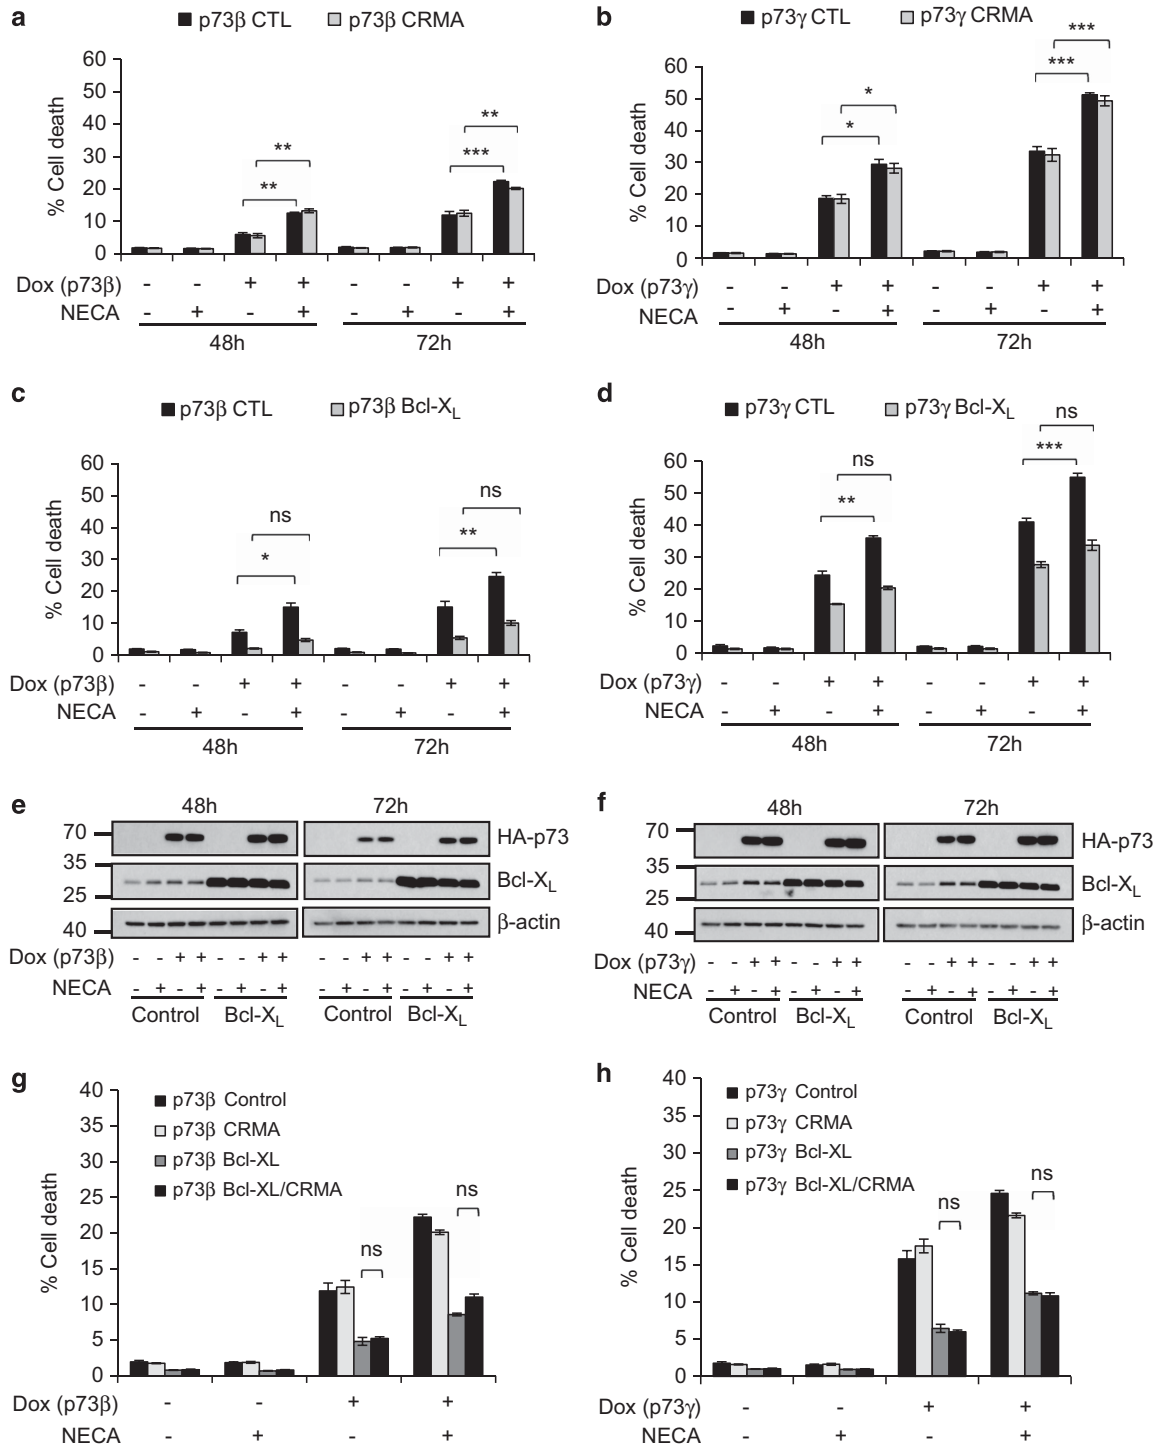 a
p73β CTL p73β CRMA
60
50
40
30
20
10
0
% Cell death
** ** *** **
Dox (p73β) - - + + - - + +
NECA - + - + - + - +
48h 72h
b
p73γ CTL p73γ CRMA
60
50
40
30
20
10
0
% Cell death
* * *** ***
Dox (p73γ) - - + + - - + +
NECA - + - + - + - +
48h 72h
c
p73β CTL p73β Bcl-XL
60
50
40
30
20
10
0
% Cell death
* ns ** ns
Dox (p73β) - - + + - - + +
NECA - + - + - + - +
48h 72h
d
p73γ CTL p73γ Bcl-XL
60
50
40
30
20
10
0
% Cell death
** ns *** ns
Dox (p73γ) - - + + - - + +
NECA - + - + - + - +
48h 72h
e
48h 72h
70 HA-p73
35
25 Bcl-XL
40 β-actin
Dox (p73β) - - + + - - + + - - + + - - + +
NECA - + - + - + - + - + - + - + - +
Control Bcl-XL Control Bcl-XL
f
48h 72h
70 HA-p73
35
25 Bcl-XL
40 β-actin
Dox (p73γ) - - + + - - + + - - + + - - + +
NECA - + - + - + - + - + - + - + - +
Control Bcl-XL Control Bcl-XL
g
40
35
30
25
20
15
10
5
0
% Cell death
p73β Control
p73β CRMA
p73β Bcl-XL
p73β Bcl-XL/CRMA
ns ns
Dox (p73β) - - + +
NECA - + - +
h
40
35
30
25
20
15
10
5
0
% Cell death
p73γ Control
p73γ CRMA
p73γ Bcl-XL
p73γ Bcl-XL/CRMA
ns ns
Dox (p73γ) - - + +
NECA - + - +